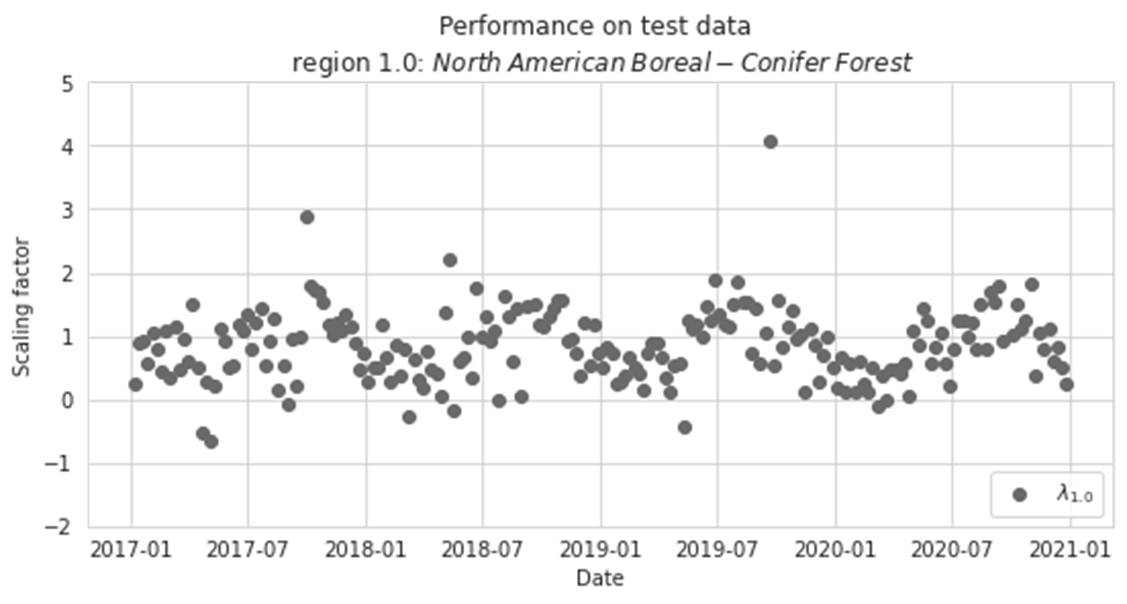 Performance on test data
region 1.0: North American Boreal − Conifer Forest
5
4
3
2
1
0
−1
−2
Scaling factor
λ1.0
2017-01 2017-07 2018-01 2018-07 2019-01 2019-07 2020-01 2020-07 2021-01
Date